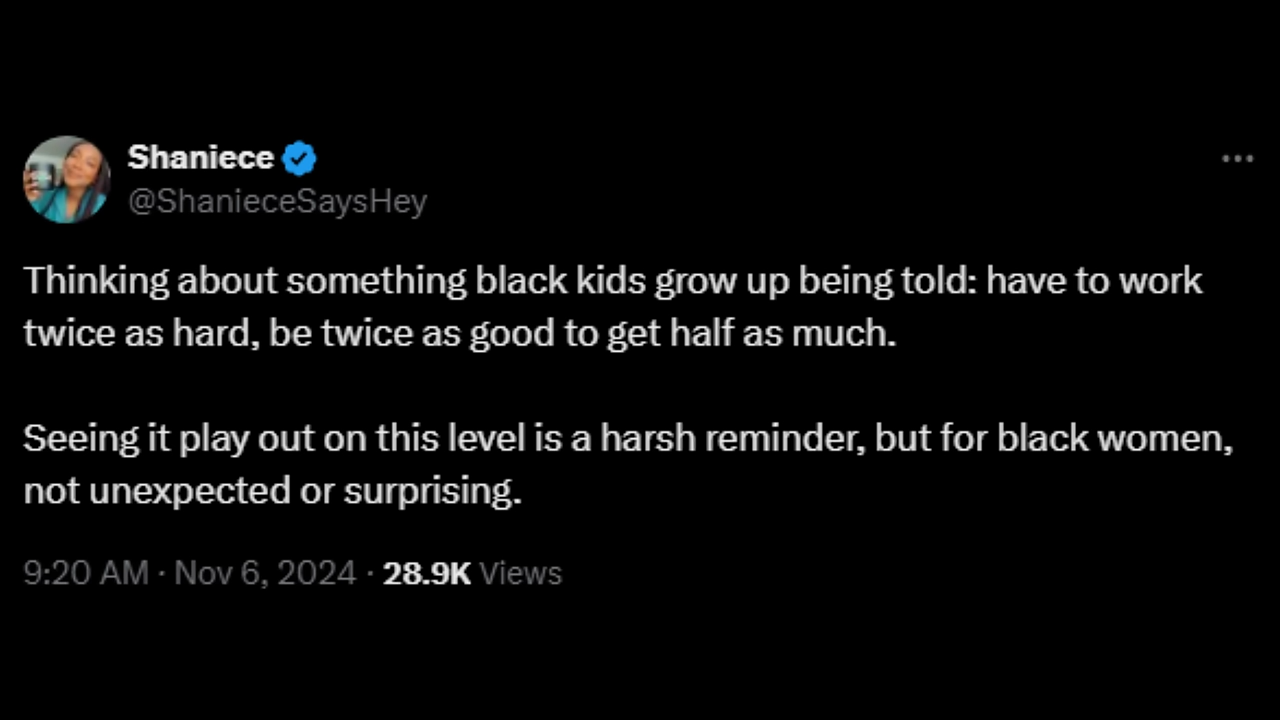 Shaniece
@ShanieceSaysHey
Thinking about something black kids grow up being told: have to work
twice as hard, be twice as good to get half as much.
Seeing it play out on this level is a harsh reminder, but for black women,
not unexpected or surprising.
9:20 AM · Nov 6, 2024 · 28.9K Views